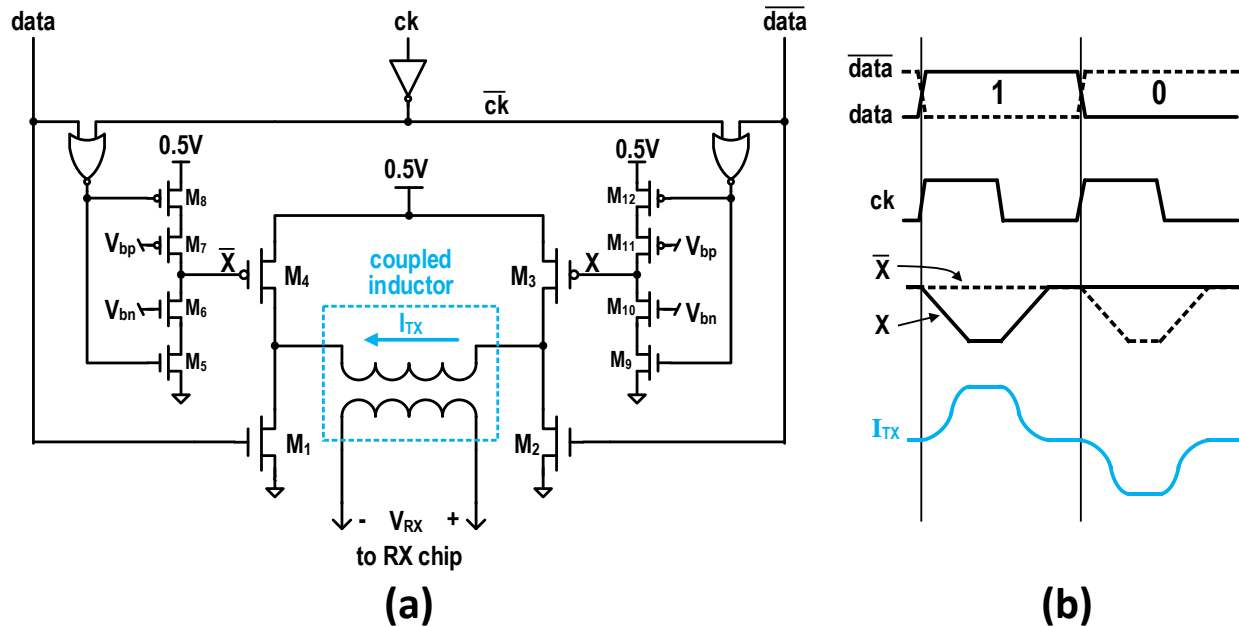 data
ck
data
ck
0.5V
0.5V
0.5V
M8
M12
Vbp
M7
M11
Vbp
X
M4
M3
X
coupled
inductor
Vbn
M6
M10
Vbn
ITX
M5
M9
M1
M2
- VRX +
to RX chip
(a)
data
1
0
data
ck
X
X
ITX
(b)